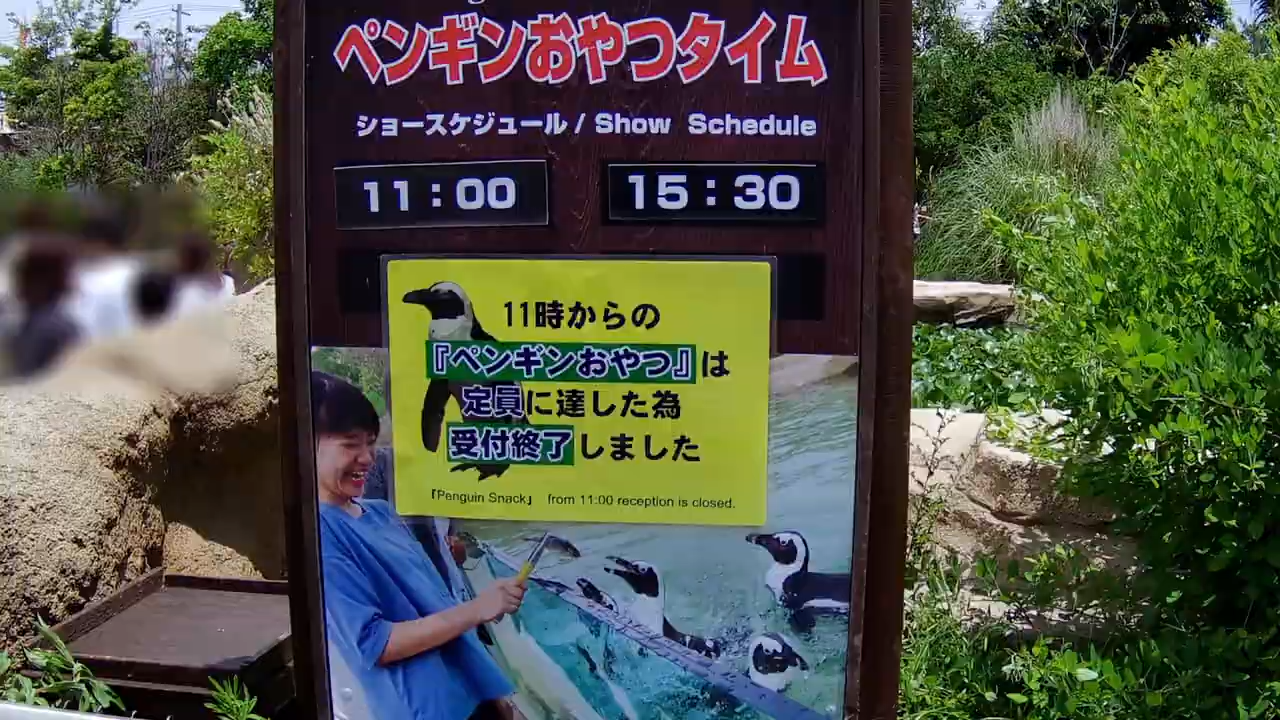 ペンギンおやつタイム
ショースケジュール / Show Schedule
11：00 15：30
11時からの
『ペンギンおやつ』は
定員に達した為
受付終了しました
「Penguin Snack」 from 11:00 reception is closed.